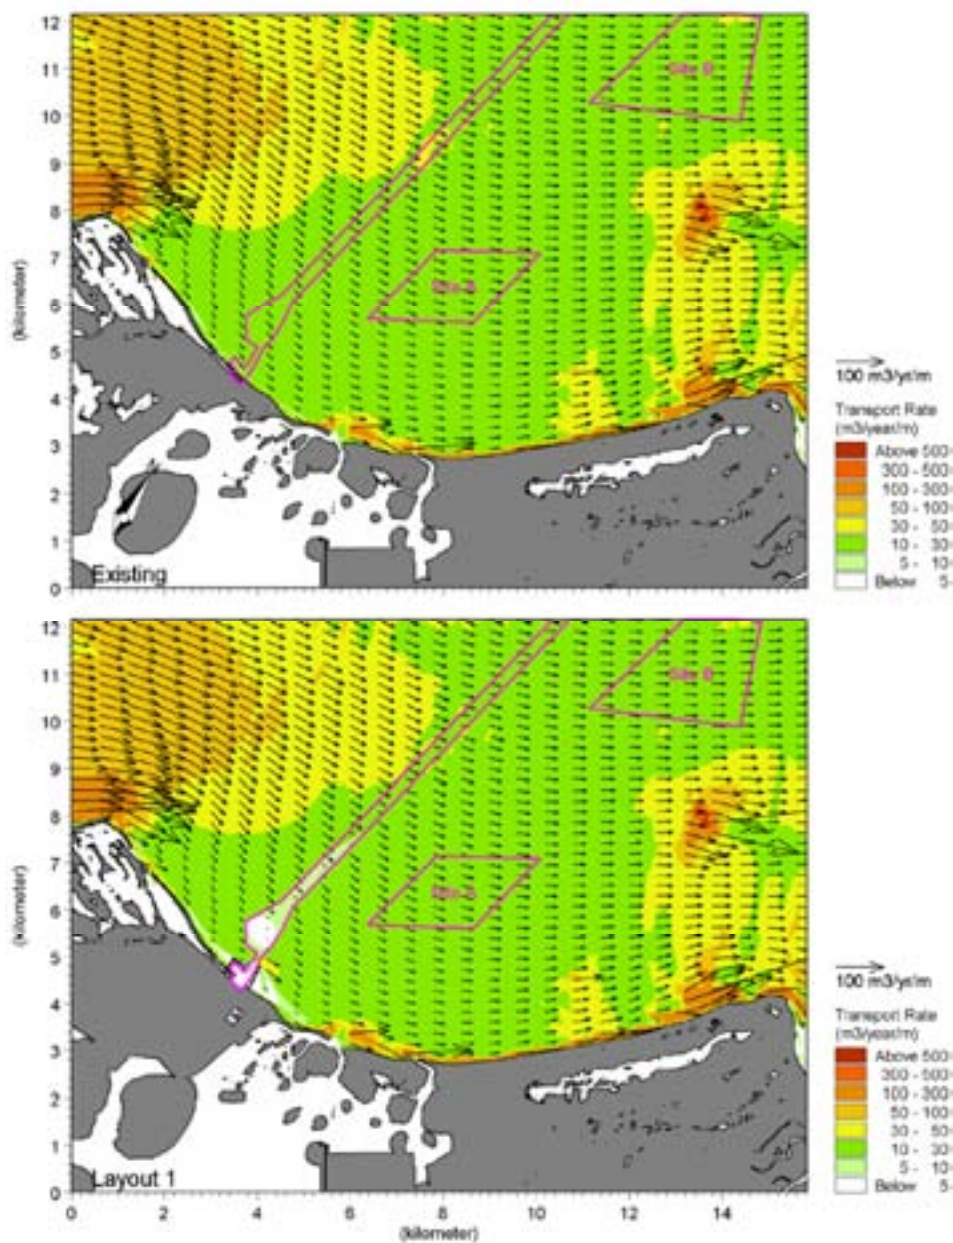 12
11
10
9
8
7
6
5
4
3
2
1
0
(kilometer)
Site B
Site A
Existing
100 m3/yr/m
Transport Rate
(m3/year/m)
Above 500
300 - 500
100 - 300
50 - 100
30 - 50
10 - 30
5 - 10
Below 5
12
11
10
9
8
7
6
5
4
3
2
1
0
(kilometer)
Site B
Layout 1
100 m3/yr/m
Transport Rate
(m3/year/m)
Above 500
300 - 500
100 - 300
50 - 100
30 - 50
10 - 30
5 - 10
Below 5
0 2 4 6 8 10 12 14
(kilometer)